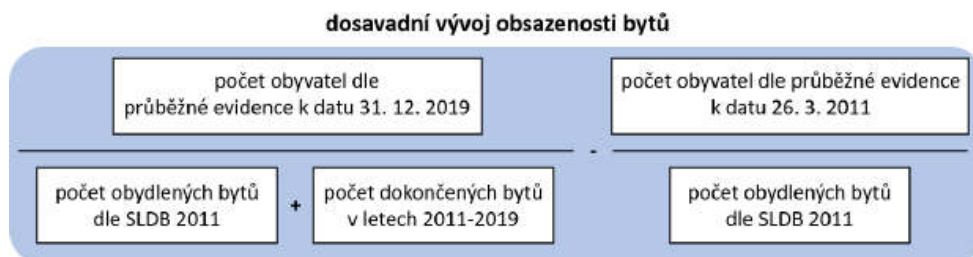 dosavadní vývoj obsazenosti bytů
počet obyvatel dle
průběžné evidence k datu 31. 12. 2019
-
počet obyvatel dle průběžné evidence
k datu 26. 3. 2011
počet obydlených bytů
dle SLDB 2011
+
počet dokončených bytů
v letech 2011-2019
počet obydlených bytů
dle SLDB 2011